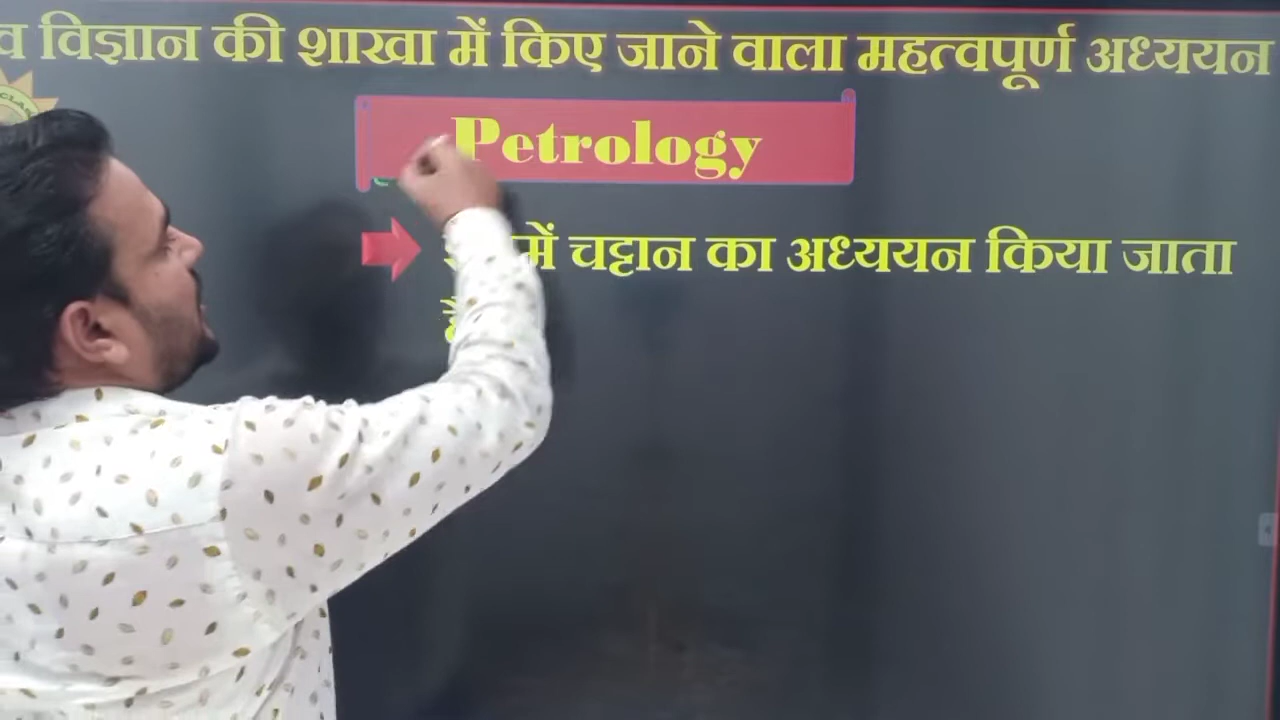 विज्ञान की शाखा में किए जाने वाला महत्वपूर्ण अध्ययन
Petrology
में चट्टान का अध्ययन किया जाता